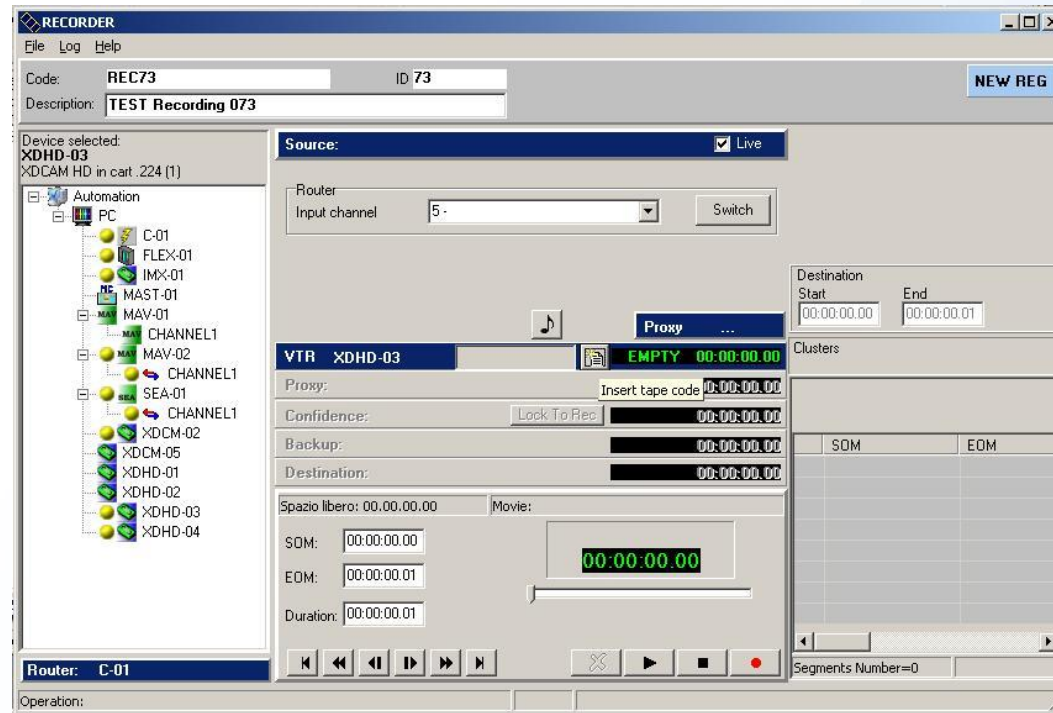 RECORDER
File Log Help
Code: REC73 ID 73
Description: TEST Recording 073
NEW REG
Device selected:
XDHD-03
XDCAM HD in cart .224 (1)
Automation
PC
C-01
FLEX-01
IMX-01
MAST-01
MAV-01
CHANNEL1
MAV-02
CHANNEL1
SEA-01
CHANNEL1
XDCM-02
XDCM-05
XDHD-01
XDHD-02
XDHD-03
XDHD-04
Router: C-01
Source: Live
Router
Input channel 5 - Switch
Proxy ...
VTR XDHD-03 EMPTY 00:00:00.00
Insert tape code
Proxy: 00:00:00.00
Confidence: Lock To Rec 00:00:00.00
Backup: 00:00:00.00
Destination: 00:00:00.00
Spazio libero: 00.00.00.00 Movie:
SOM: 00:00:00.00
00:00:00.00
EOM: 00:00:00.01
Duration: 00:00:00.01
Destination
Start End
00:00:00.00 00:00:00.01
Clusters
SOM EOM
Segments Number=0
Operation: